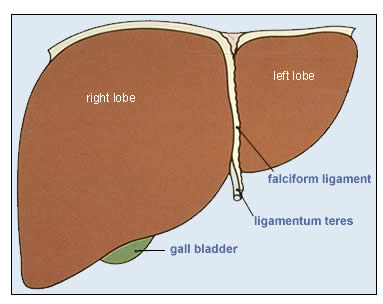 left lobe
right lobe
falciform ligament
ligamentum teres
gall bladder